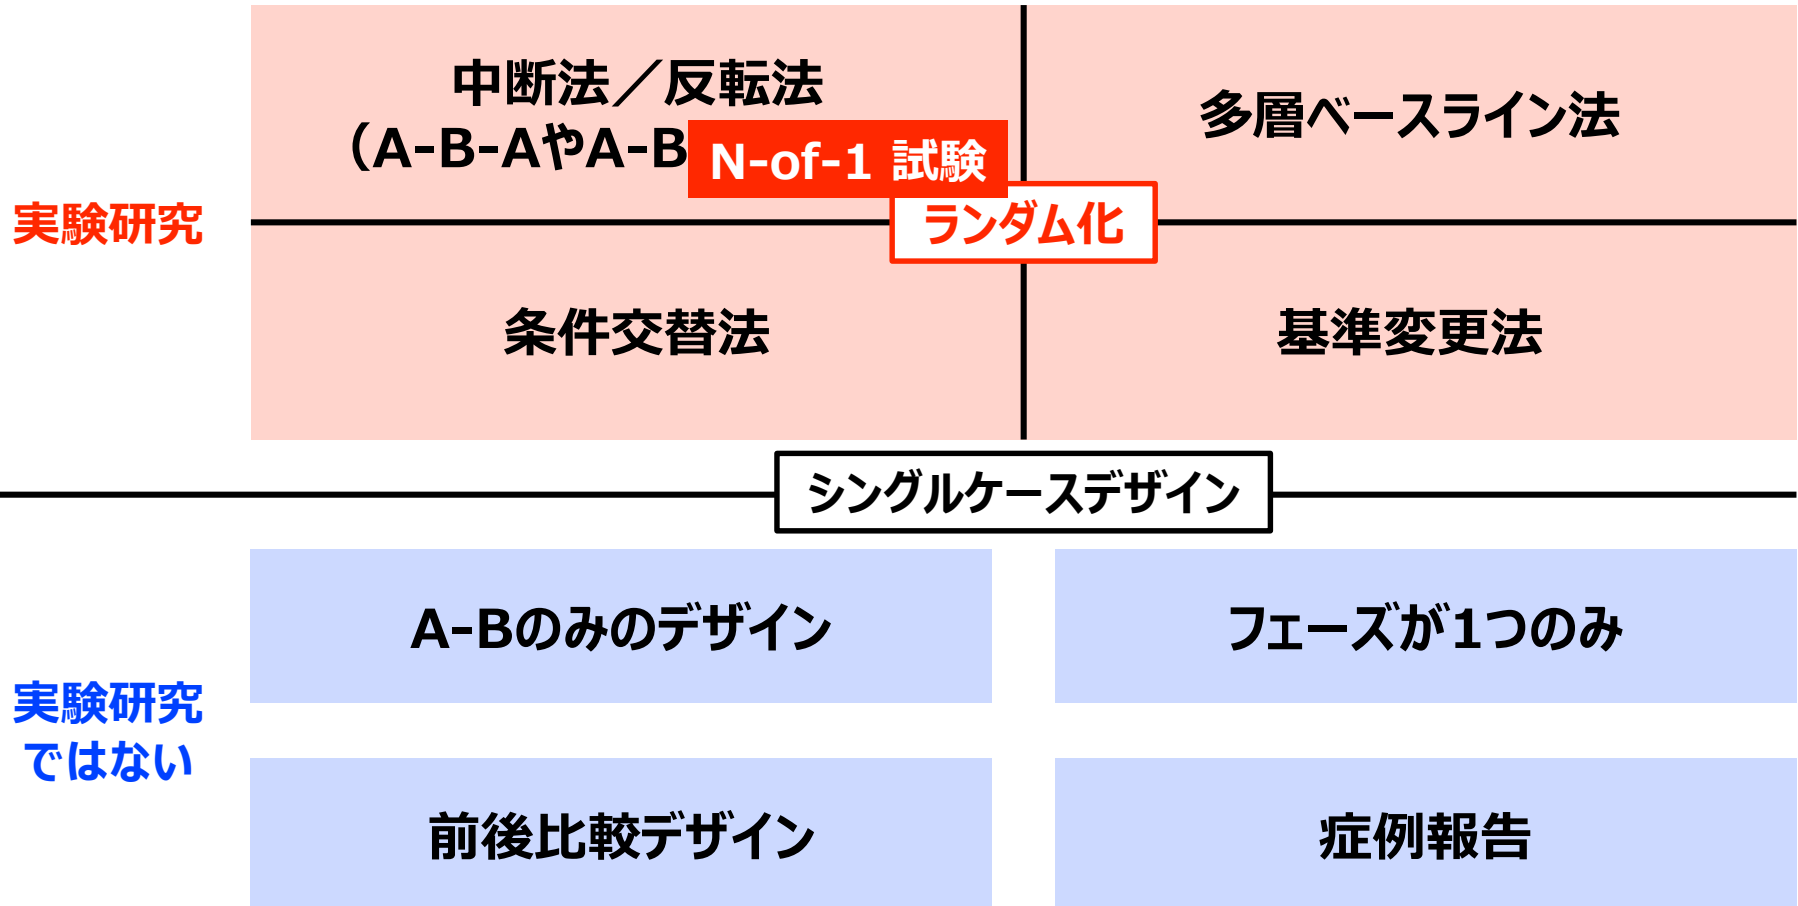 中断法／反転法
（A-B-AやA-B
N-of-1 試験
多層ベースライン法
実験研究
ランダム化
条件交替法
基準変更法
シングルケースデザイン
A-Bのみのデザイン
フェーズが1つのみ
実験研究
ではない
前後比較デザイン
症例報告